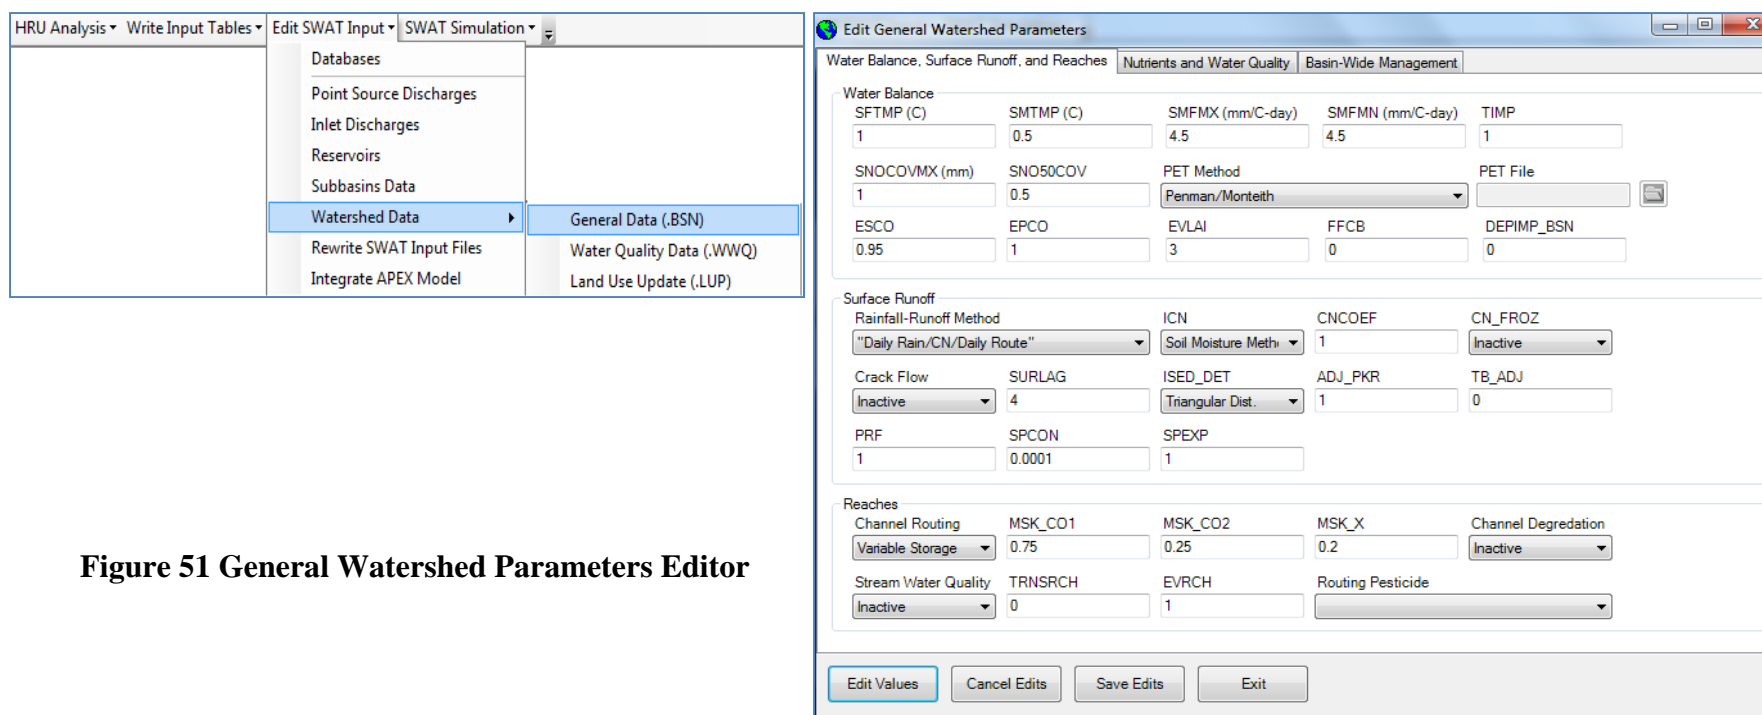 HRU Analysis Write Input Tables Edit SWAT Input SWAT Simulation
Databases
Point Source Discharges
Inlet Discharges
Reservoirs
Subbasins Data
Watershed Data General Data (.BSN)
Rewrite SWAT Input Files Water Quality Data (.WWQ)
Integrate APEX Model Land Use Update (.LUP)
Figure 51 General Watershed Parameters Editor
Edit General Watershed Parameters
Water Balance, Surface Runoff, and Reaches Nutrients and Water Quality Basin-Wide Management
Water Balance
SFTMP (C) SMTMP (C) SMFMX (mm/C-day) SMFMN (mm/C-day) TIMP
1 0.5 4.5 4.5 1
SNOCOVMX (mm) SNO50COV PET Method PET File
1 0.5 Penman/Monteith
ESCO EPCO EVLAI FFCB DEPIMP_BSN
0.95 1 3 0 0
Surface Runoff
Rainfall-Runoff Method ICN CNCOEF CN_FROZ
"Daily Rain/CN/Daily Route" Soil Moisture Meth 1 Inactive
Crack Flow SURLAG ISED_DET ADJ_PKR TB_ADJ
Inactive 4 Triangular Dist. 1 0
PRF SPCON SPEXP
1 0.0001 1
Reaches
Channel Routing MSK_CO1 MSK_CO2 MSK_X Channel Degredation
Variable Storage 0.75 0.25 0.2 Inactive
Stream Water Quality TRNSRCH EVRCH Routing Pesticide
Inactive 0 1
Edit Values Cancel Edits Save Edits Exit